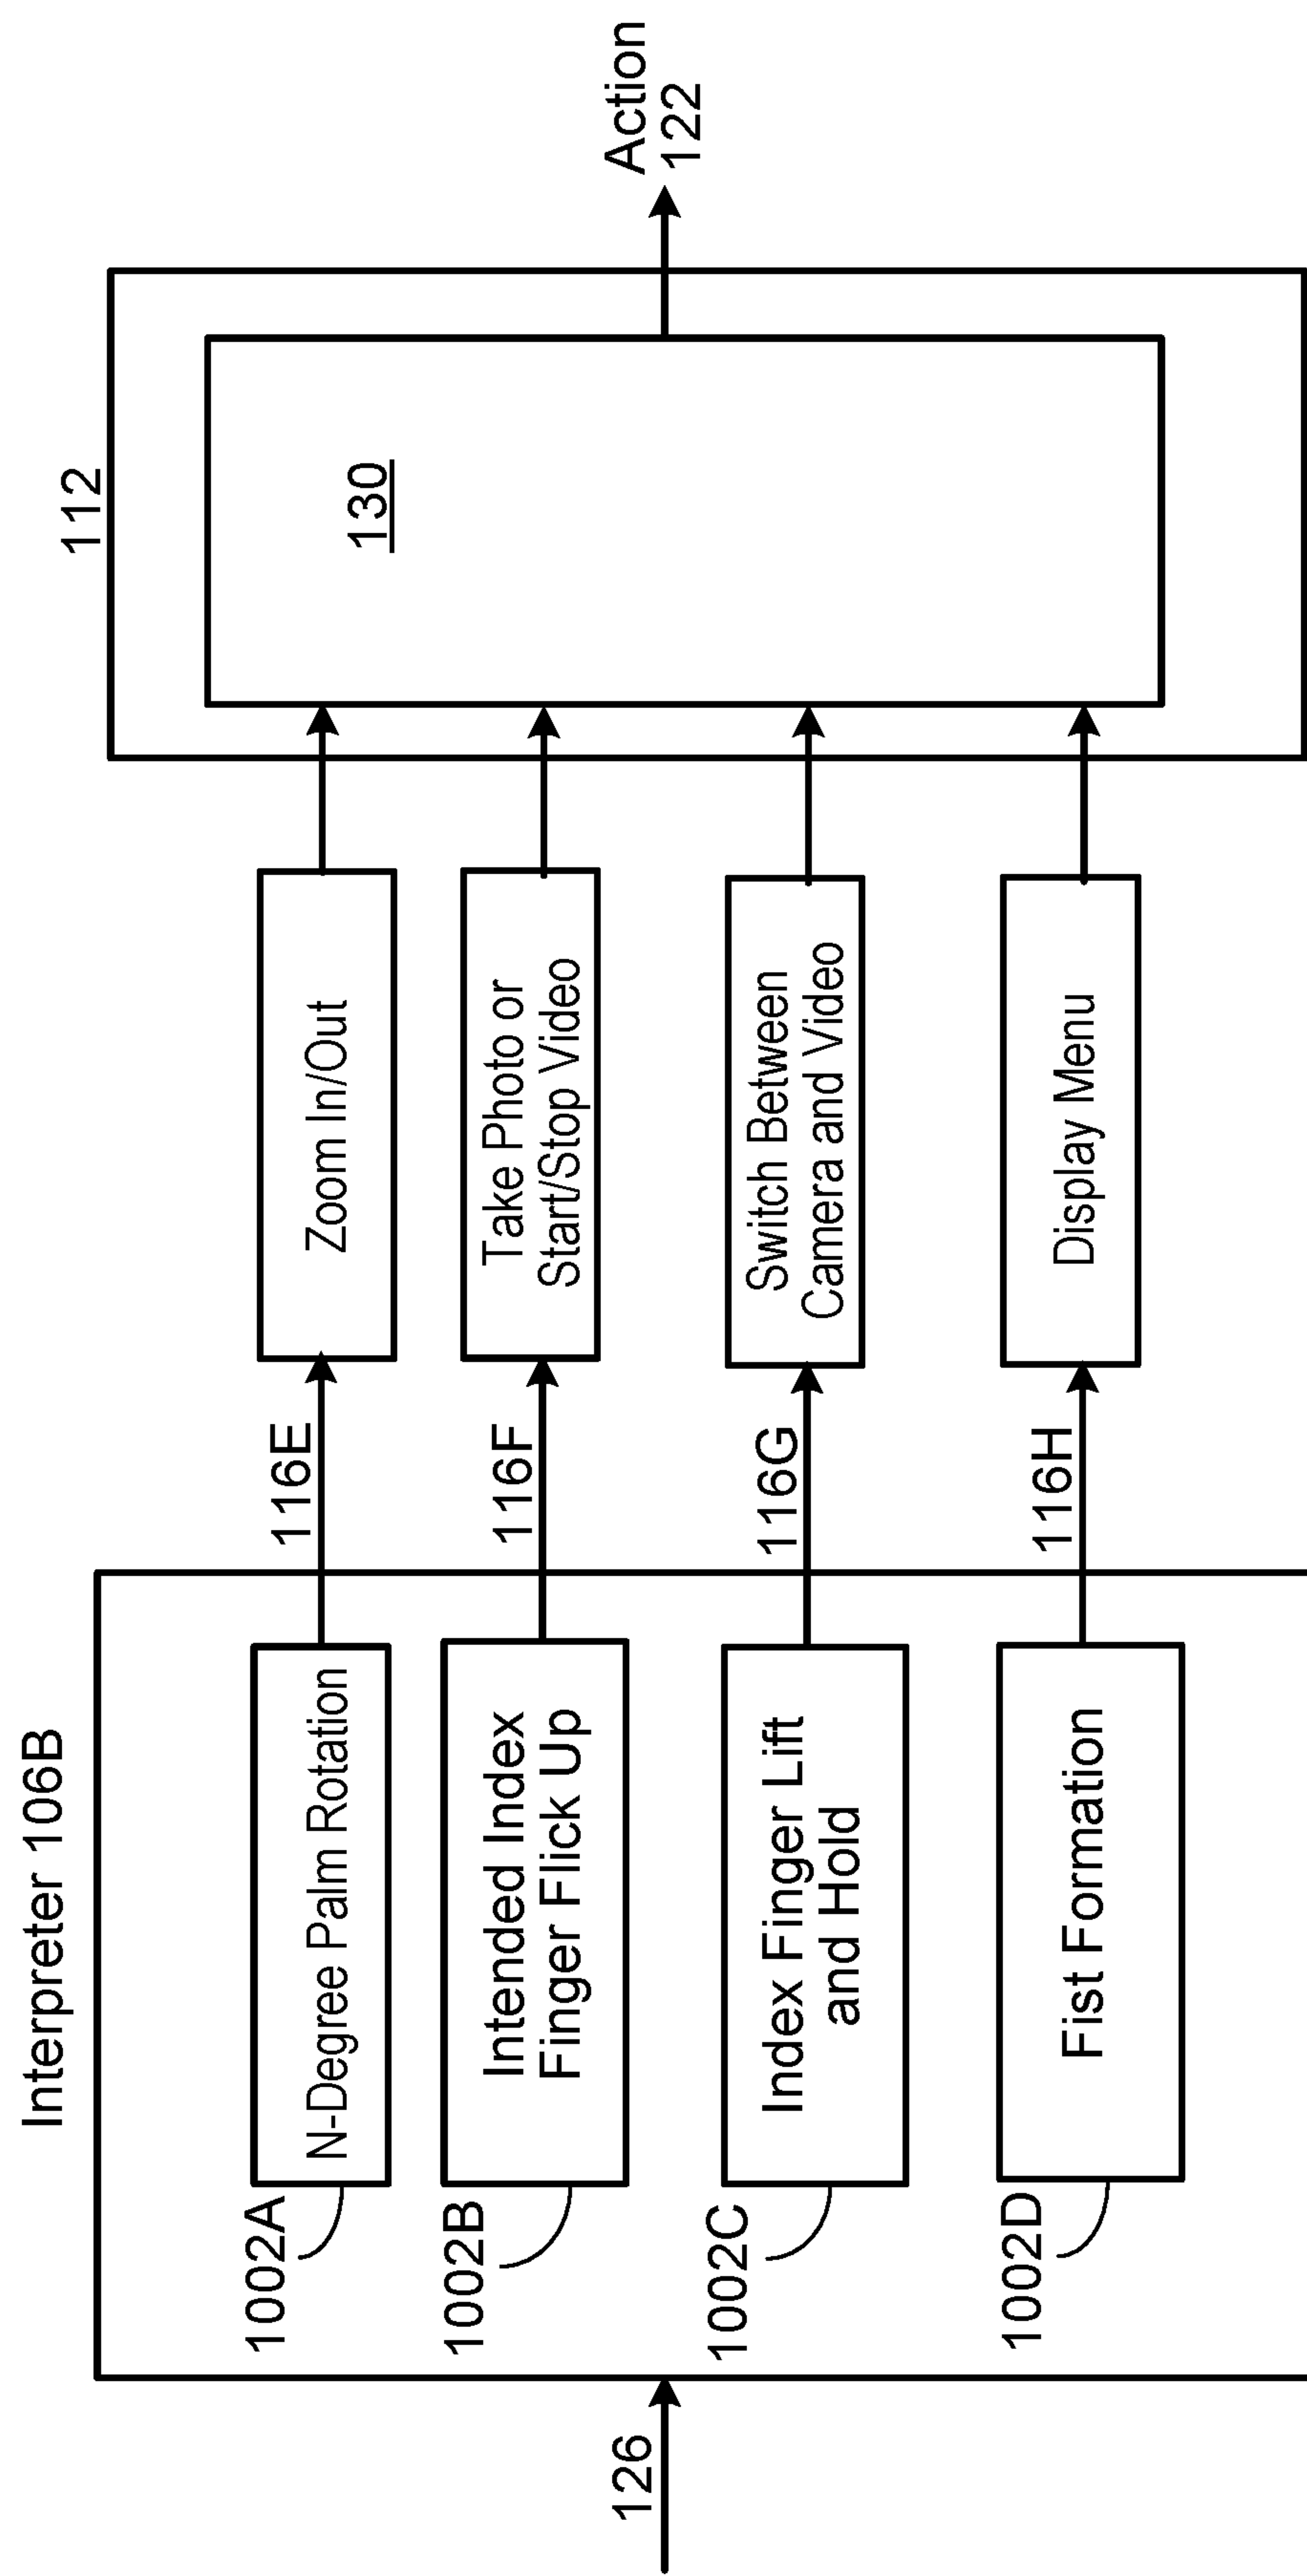 Interpreter 106B
126
1002A
N-Degree Palm Rotation
116E
Zoom In/Out
1002B
Intended Index
Finger Flick Up
116F
Take Photo or
Start/Stop Video
1002C
Index Finger Lift
and Hold
116G
Switch Between
Camera and Video
1002D
Fist Formation
116H
Display Menu
112
130
Action
122